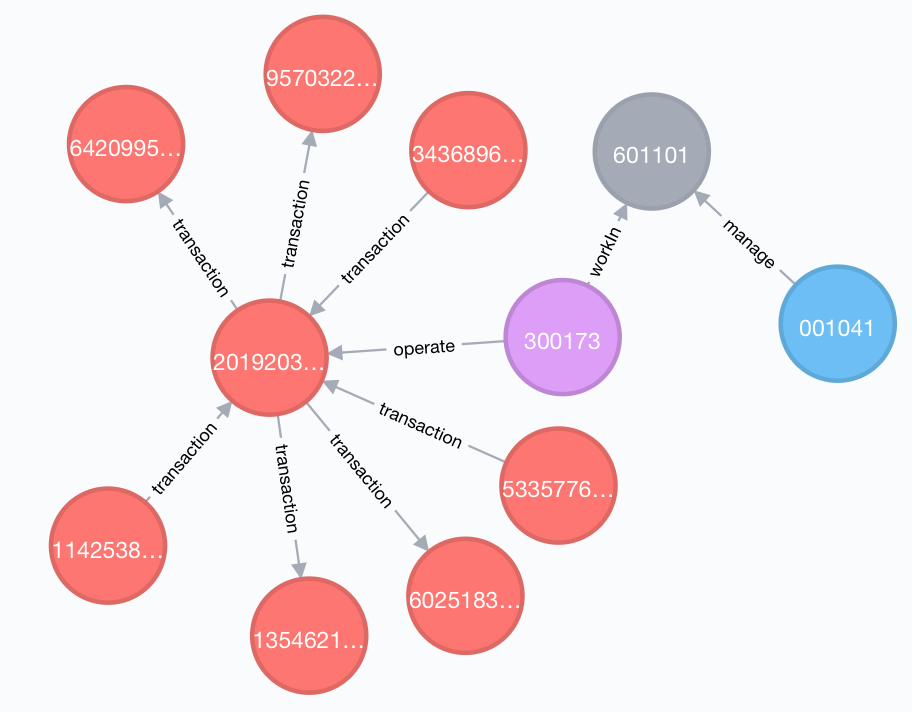 9570322…
6420995…
3436896…
601101
transaction
transaction
transaction
workIn
manage
300173
001041
2019203…
operate
transaction
transaction
transaction
transaction
5335776…
1142538…
6025183…
1354621…